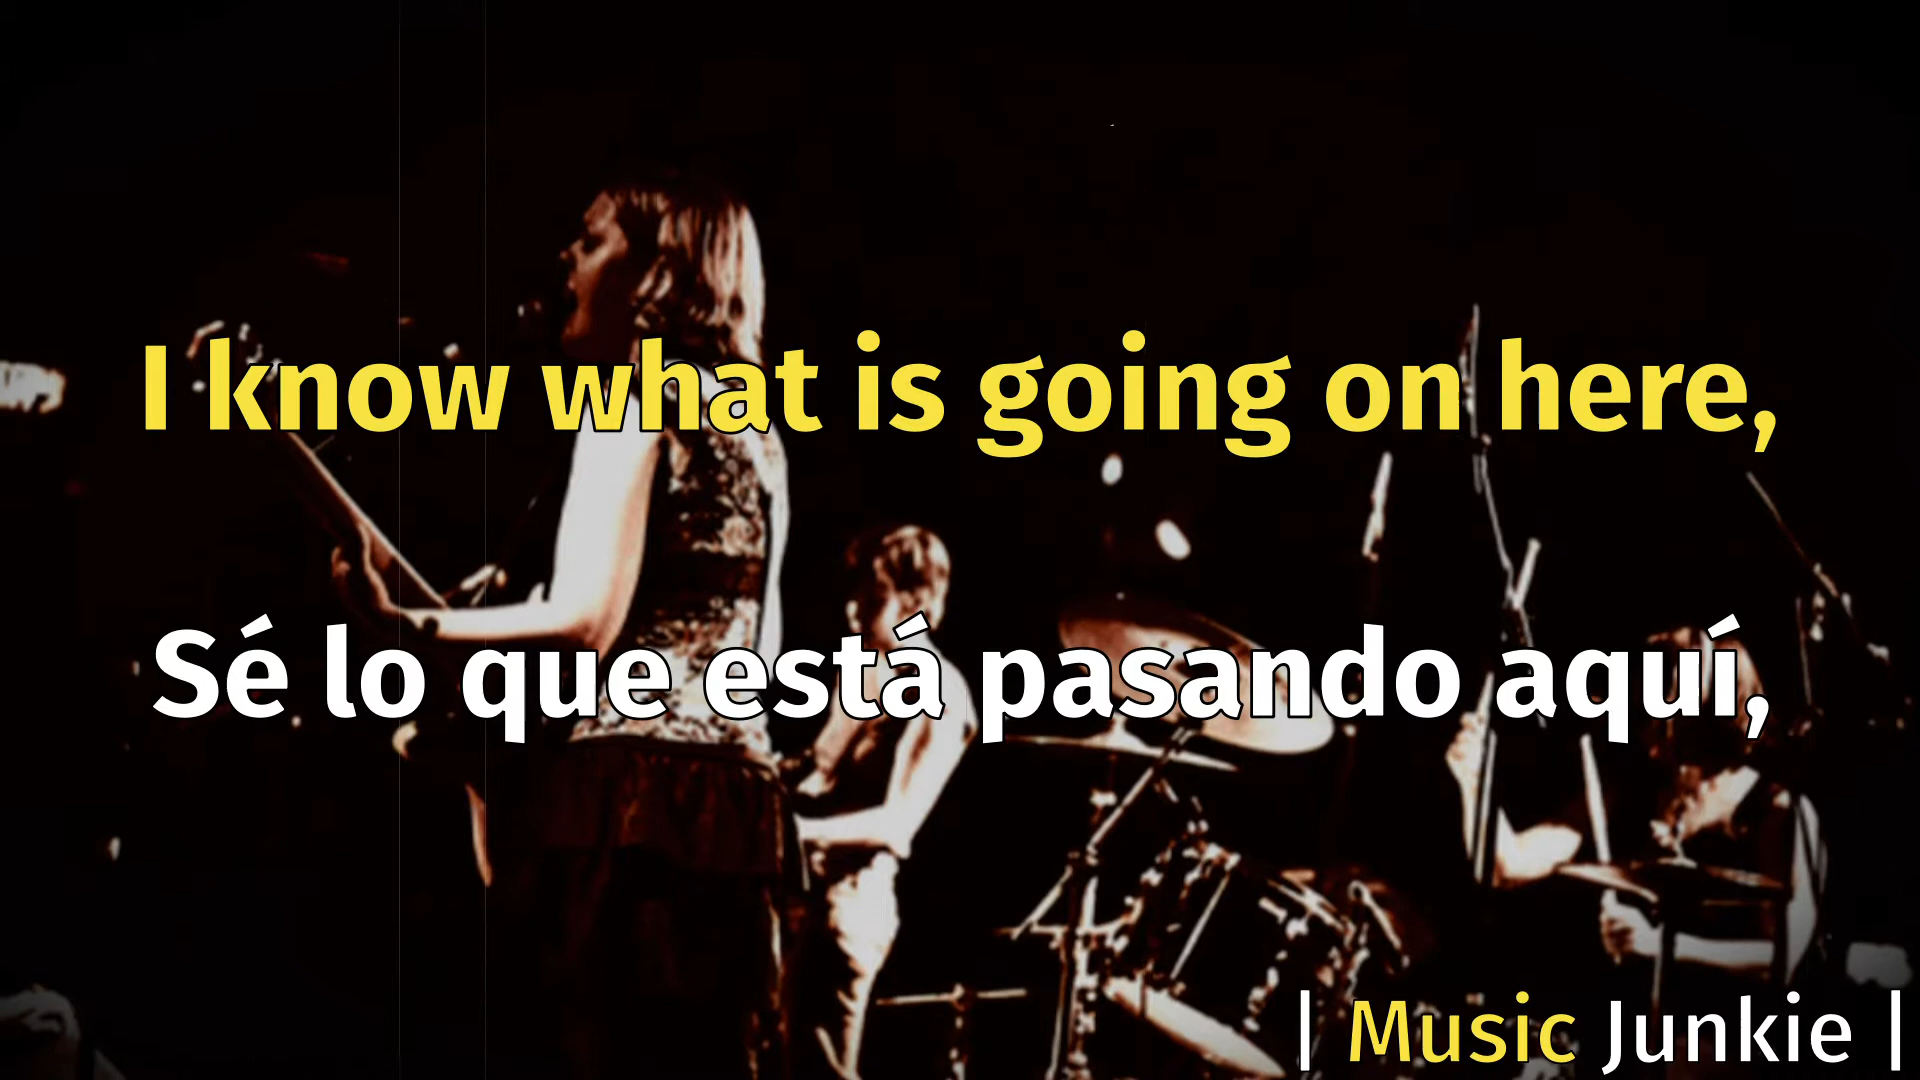 I know what is going on here,
Sé lo que está pasando aquí,
| Music Junkie |